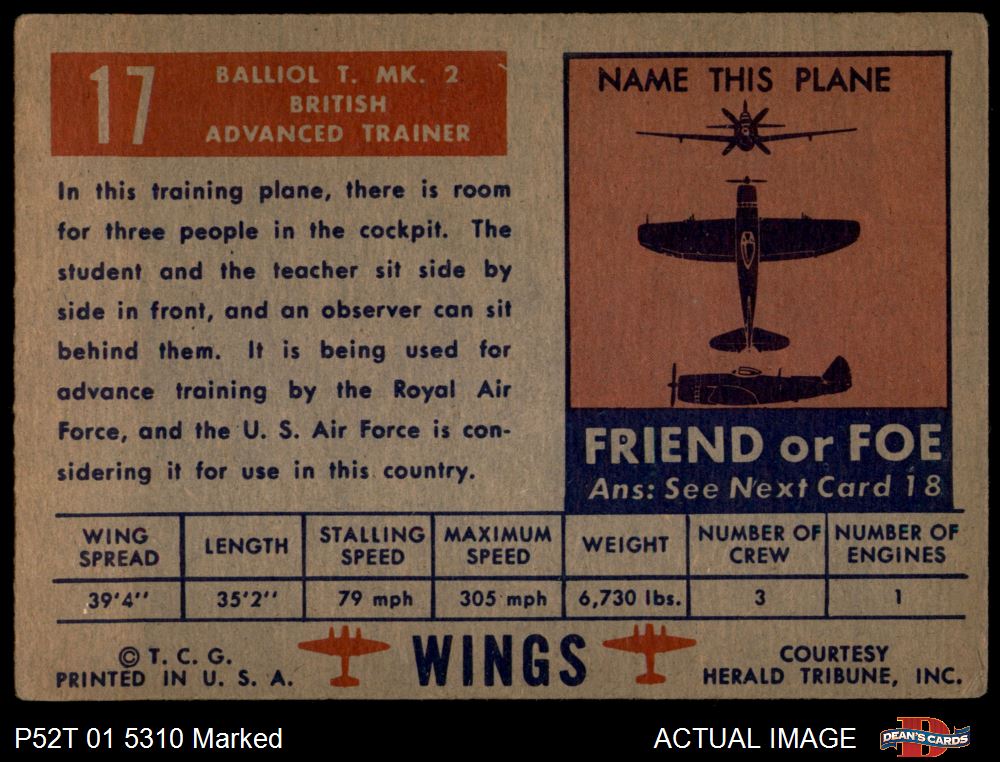 17
BALLIOL T. MK. 2
BRITISH
ADVANCED TRAINER
In this training plane, there is room
for three people in the cockpit. The
student and the teacher sit side by
side in front, and an observer can sit
behind them. It is being used for
advance training by the Royal Air
Force, and the U. S. Air Force is con-
sidering it for use in this country.
NAME THIS PLANE
FRIEND or FOE
Ans: See Next Card 18
WING SPREAD LENGTH STALLING SPEED MAXIMUM SPEED WEIGHT NUMBER OF CREW NUMBER OF ENGINES
39'4'' 35'2'' 79 mph 305 mph 6,730 lbs. 3 1
© T. C. G.
PRINTED IN U. S. A.
WINGS
COURTESY
HERALD TRIBUNE, INC.
P52T 01 5310 Marked
ACTUAL IMAGE
D
DEAN'S CARDS